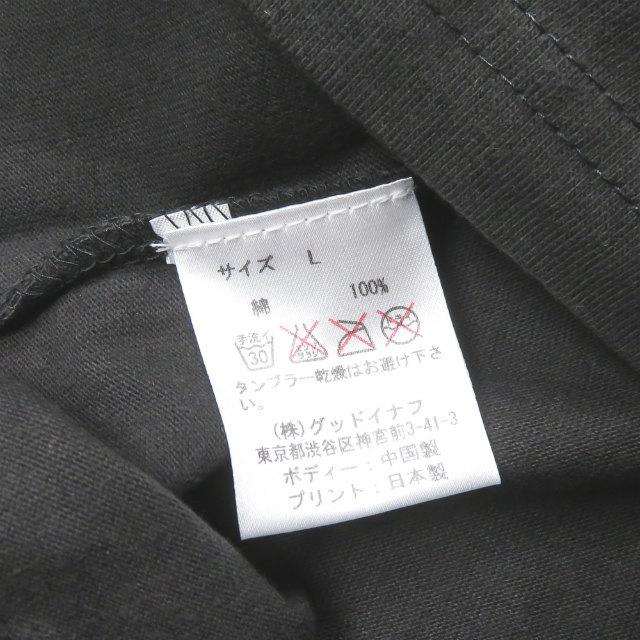 サイズ L
綿 100%
手洗イ
30
タンブラー乾燥はお避け下さ
い。
(株)グッドイナフ
東京都渋谷区神宮前3-41-3
ボディー:中国製
プリント:日本製